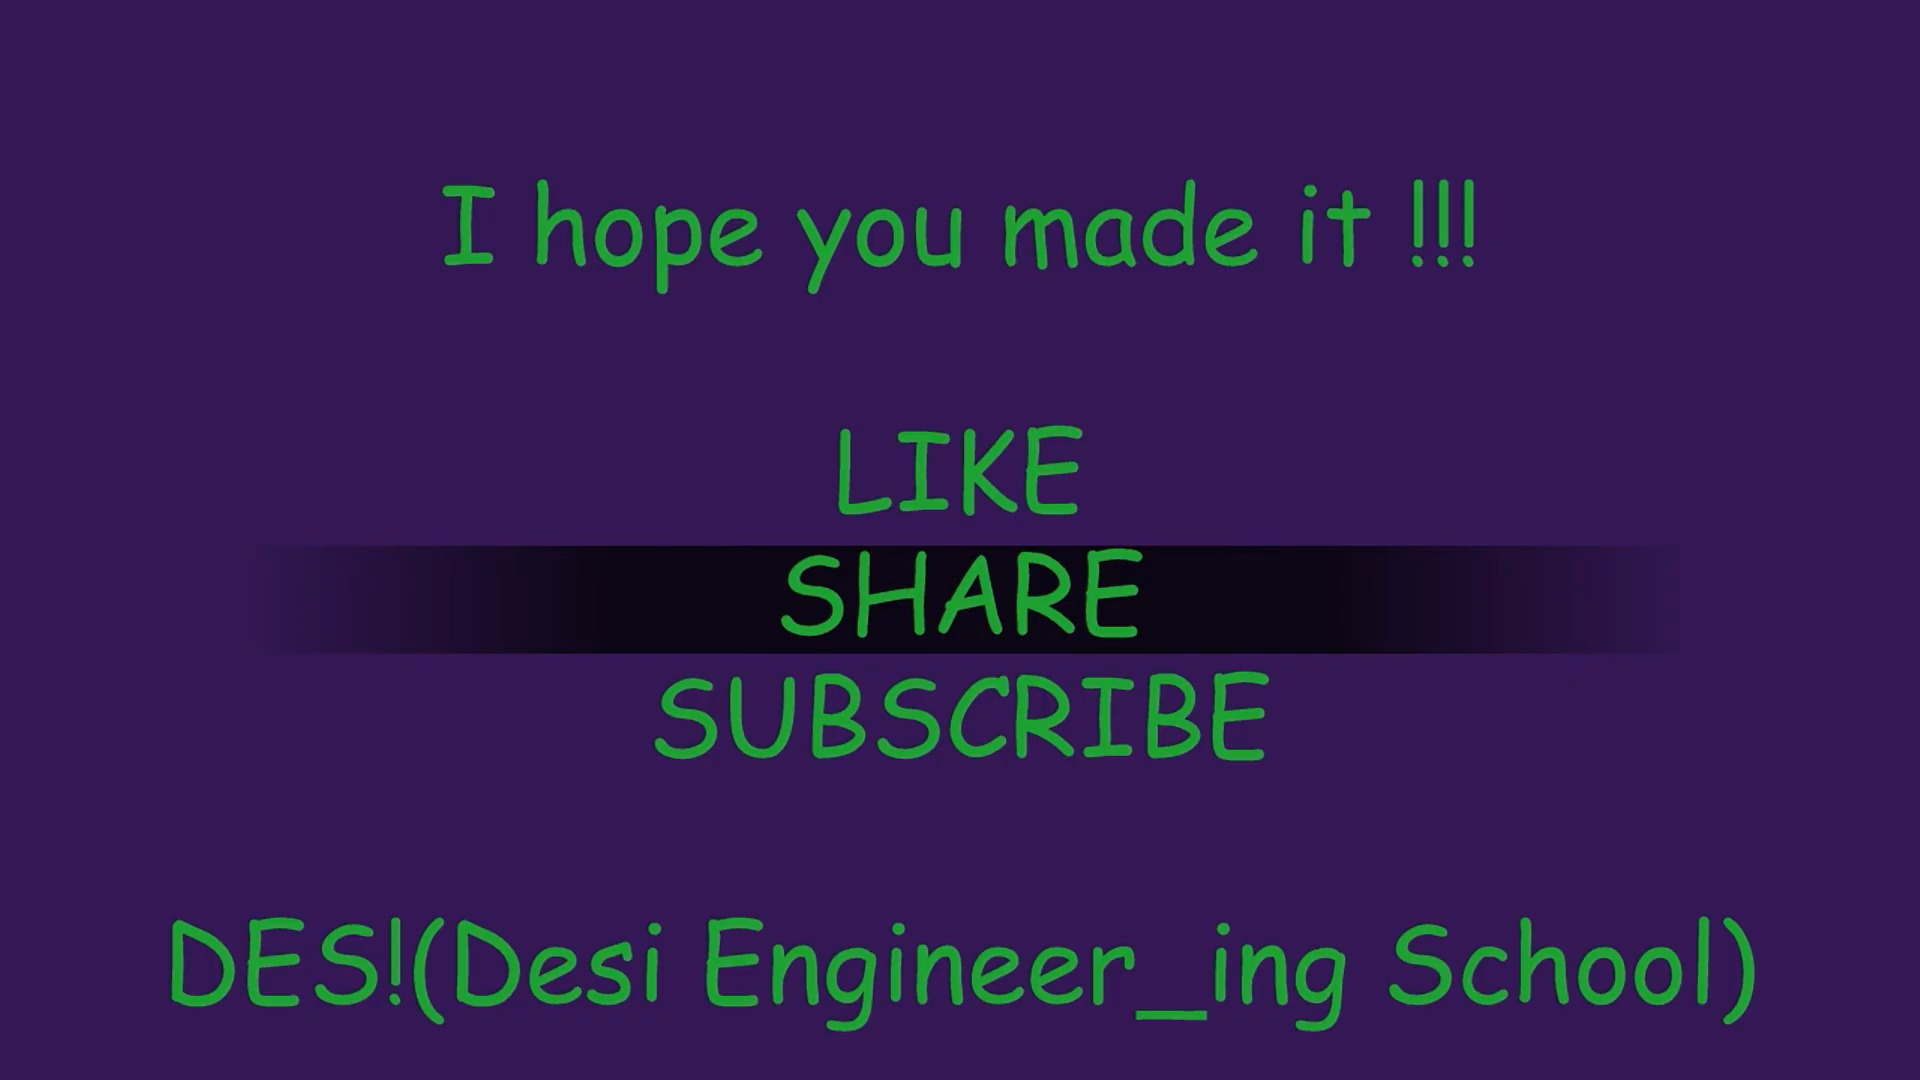 I hope you made it !!!
LIKE
SHARE
SUBSCRIBE
DES!(Desi Engineer_ing School)